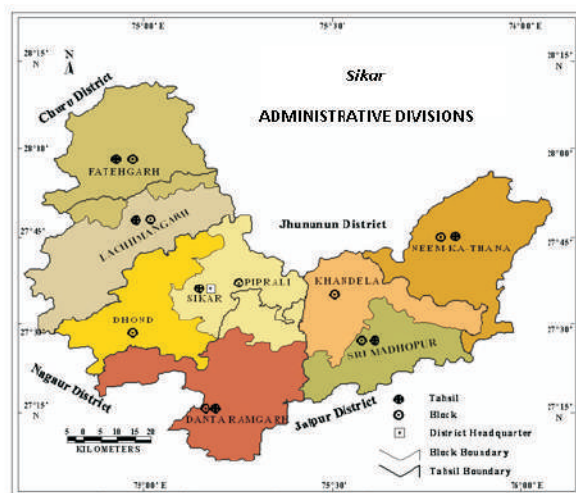 75°00' E 75°30' E 74°00' E
28°15' N
N
28°15' N
Sikar
ADMINISTRATIVE DIVISIONS
Churu District
28°30'
28°00'
FATEHGARH
Jhunanun District
27°45'
LACHHMANGARH
NEEM-KA-THANA
27°45'
PIPRALI
KHANDELA
SIKAR
27°30'
DHOND
27°30'
SRI MADHOPUR
Nagaur District
DANTA RAMGARH
Jaipur District
27°15' N
27°15' N
Tahsil
Block
District Headquarter
Block Boundary
Tahsil Boundary
5 0 5 10 15 20
KILOMETERS
75°00' E 75°30' E 76°00' E